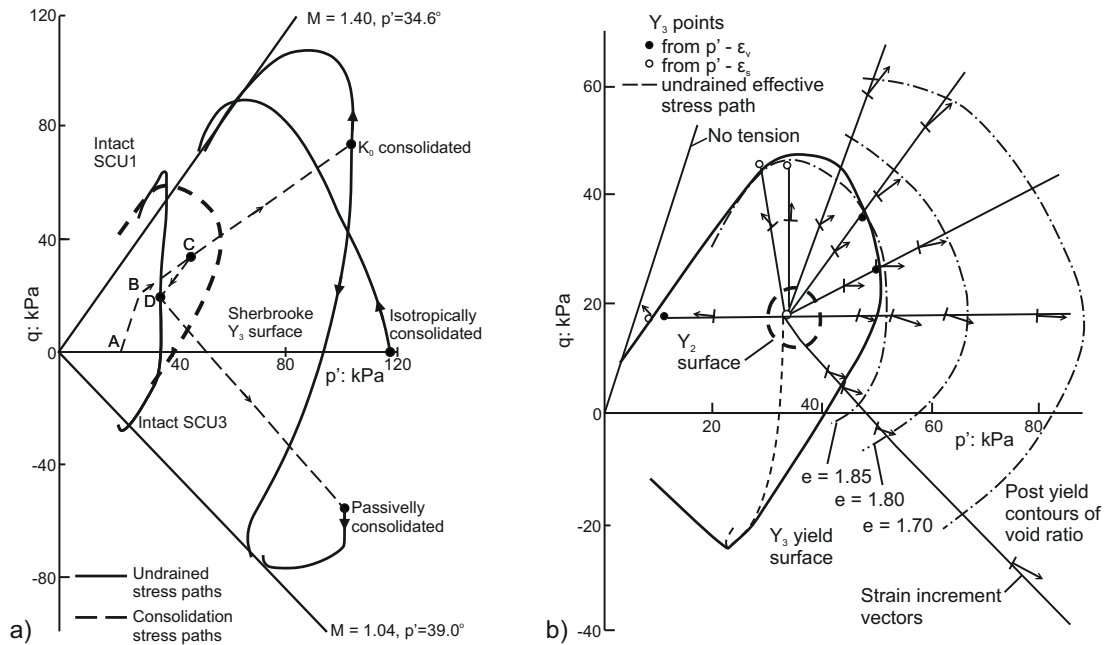 120
q: kPa
80
40
0
-40
-80
M = 1.40, p'=34.6°
Intact
SCU1
K₀ consolidated
C
B
D
A
Sherbrooke
Y₃ surface
Isotropically
consolidated
40
80
120
p': kPa
Intact SCU3
Passivelly
consolidated
Undrained
stress paths
Consolidation
stress paths
M = 1.04, p'=39.0°
a)
Y₃ points
from p' - εᵥ
from p' - εₛ
undrained effective
stress path
No tension
q: kPa
60
40
20
0
-20
-40
Y₂
surface
20
40
60
80
p': kPa
e = 1.85
e = 1.80
e = 1.70
Post yield
contours of
void ratio
Y₃ yield
surface
Strain increment
vectors
b)